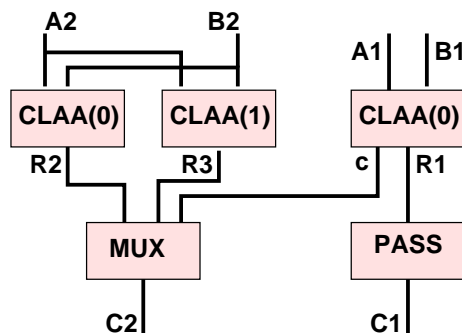 A2 B2 A1 B1
CLAA(0) CLAA(1) CLAA(0)
R2 R3 c R1
MUX PASS
C2 C1